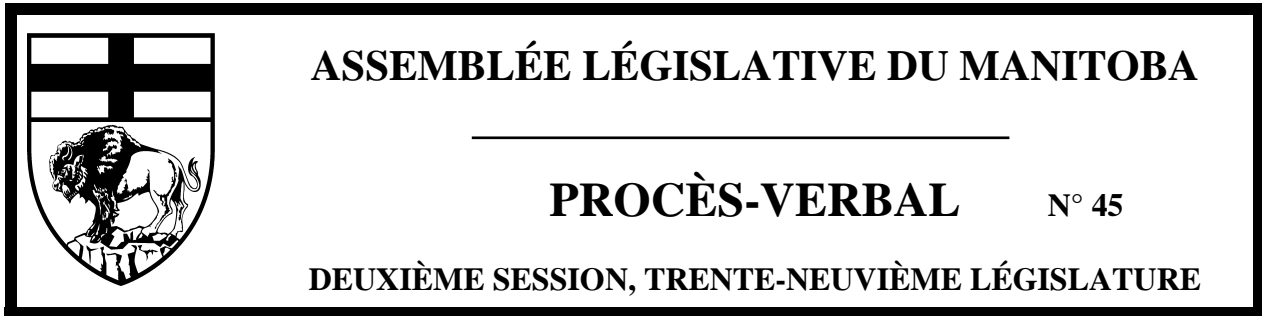 ASSEMBLÉE LÉGISLATIVE DU MANITOBA
PROCÈS-VERBAL N° 45
DEUXIÈME SESSION, TRENTE-NEUVIÈME LÉGISLATURE